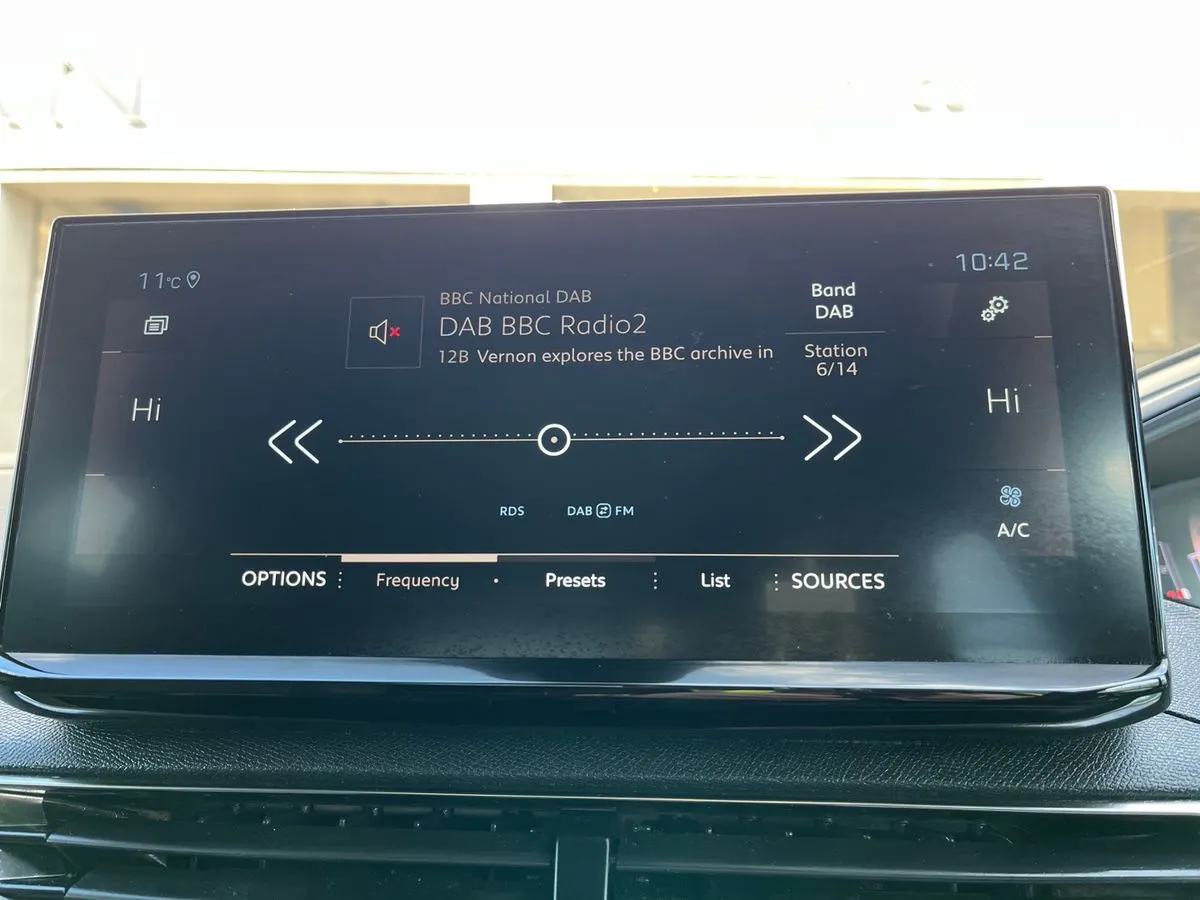 11°C
10:42
BBC National DAB
DAB BBC Radio2
12B Vernon explores the BBC archive in
Band
DAB
Station
6/14
Hi
Hi
RDS
DAB FM
A/C
OPTIONS
Frequency
Presets
List
SOURCES